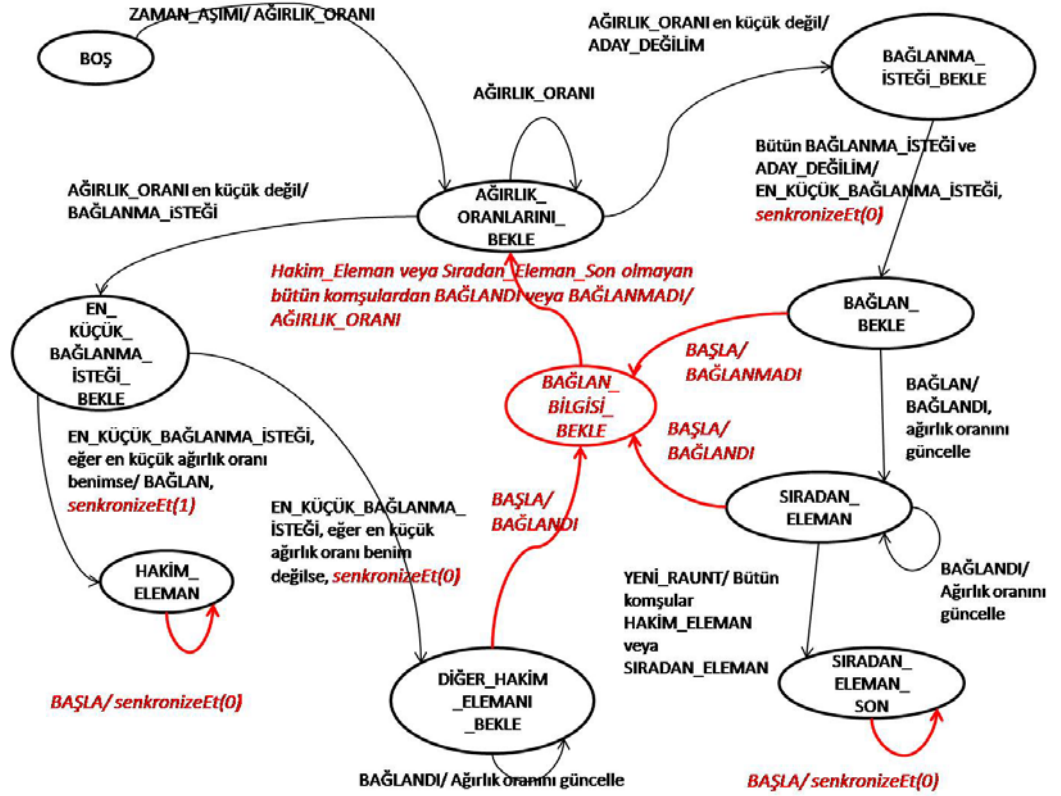 ZAMAN_AŞIMI/ AĞIRLIK_ORANI
BOŞ
AĞIRLIK_ORANI en küçük değil/
ADAY_DEĞİLİM
BAĞLANMA_
İSTEĞİ_BEKLE
AĞIRLIK_ORANI
Bütün BAĞLANMA_İSTEĞİ ve
ADAY_DEĞİLİM/
EN_KÜÇÜK_BAĞLANMA_İSTEĞİ,
senkronizeEt(0)
AĞIRLIK_ORANI en küçük değil/
BAĞLANMA_iSTEĞİ
AĞIRLIK_
ORANLARINI_
BEKLE
Hakim_Eleman veya Sıradan_Eleman_Son olmayan
bütün komşulardan BAĞLANDI veya BAĞLANMADI/
AĞIRLIK_ORANI
EN_
KÜÇÜK_
BAĞLANMA_
İSTEĞİ_
BEKLE
BAĞLAN_
BEKLE
BAŞLA/
BAĞLANMADI
BAĞLAN_
BİLGİSİ_
BEKLE
BAĞLAN/
BAĞLANDI,
ağırlık oranını
güncelle
EN_KÜÇÜK_BAĞLANMA_İSTEĞİ,
eğer en küçük ağırlık oranı
benimse/ BAĞLAN,
senkronizeEt(1)
BAŞLA/
BAĞLANDI
EN_KÜÇÜK_BAĞLANMA_
İSTEĞİ, eğer en küçük
ağırlık oranı benim
değilse, senkronizeEt(0)
BAŞLA/
BAĞLANDI
SIRADAN_
ELEMAN
HAKİM_
ELEMAN
BAĞLANDI/
Ağırlık oranını
güncelle
YENİ_RAUNT/ Bütün
komşular
HAKİM_ELEMAN
veya
SIRADAN_ELEMAN
BAŞLA/ senkronizeEt(0)
DİĞER_HAKİM
_ELEMANI
_BEKLE
SIRADAN_
ELEMAN_
SON
BAĞLANDI/ Ağırlık oranını güncelle
BAŞLA/ senkronizeEt(0)